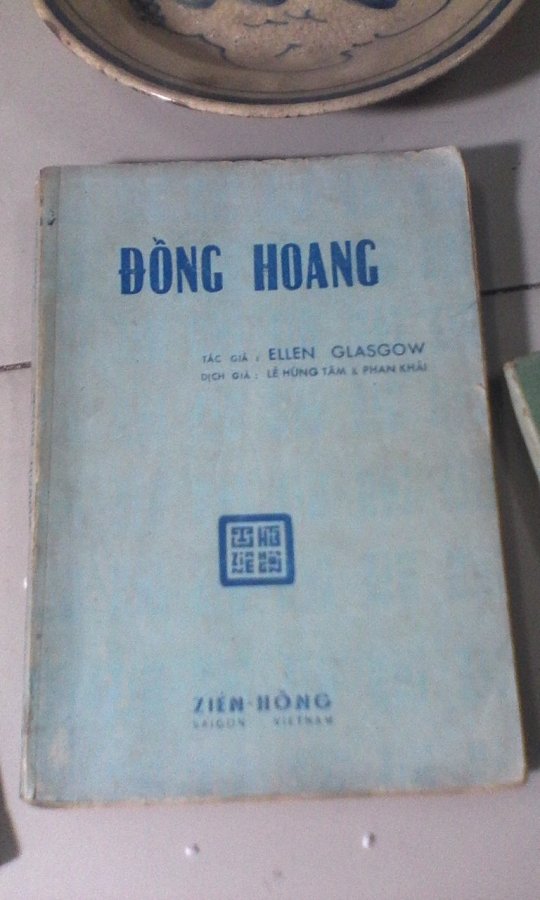 ĐỒNG HOANG
TÁC GIẢ : ELLEN GLASGOW
DỊCH GIẢ : LÊ HÙNG TÂM & PHAN KHẢI
ZIÊN-HỒNG
SAIGON VIETNAM